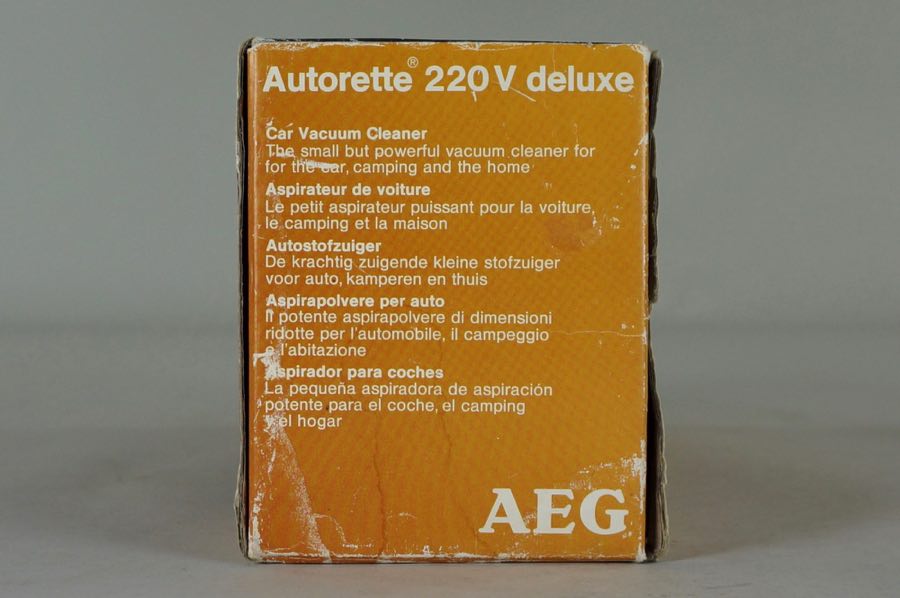 Autorette® 220 V deluxe
Car Vacuum Cleaner
The small but powerful vacuum cleaner for
for the car, camping and the home
Aspirateur de voiture
Le petit aspirateur puissant pour la voiture,
le camping et la maison
Autostofzuiger
De krachtig zuigende kleine stofzuiger
voor auto, kamperen en thuis
Aspirapolvere per auto
Il potente aspirapolvere di dimensioni
ridotte per l'automobile, il campeggio
e l'abitazione
Aspirador para coches
La pequeña aspiradora de aspiración
potente para el coche, el camping
y el hogar
AEG